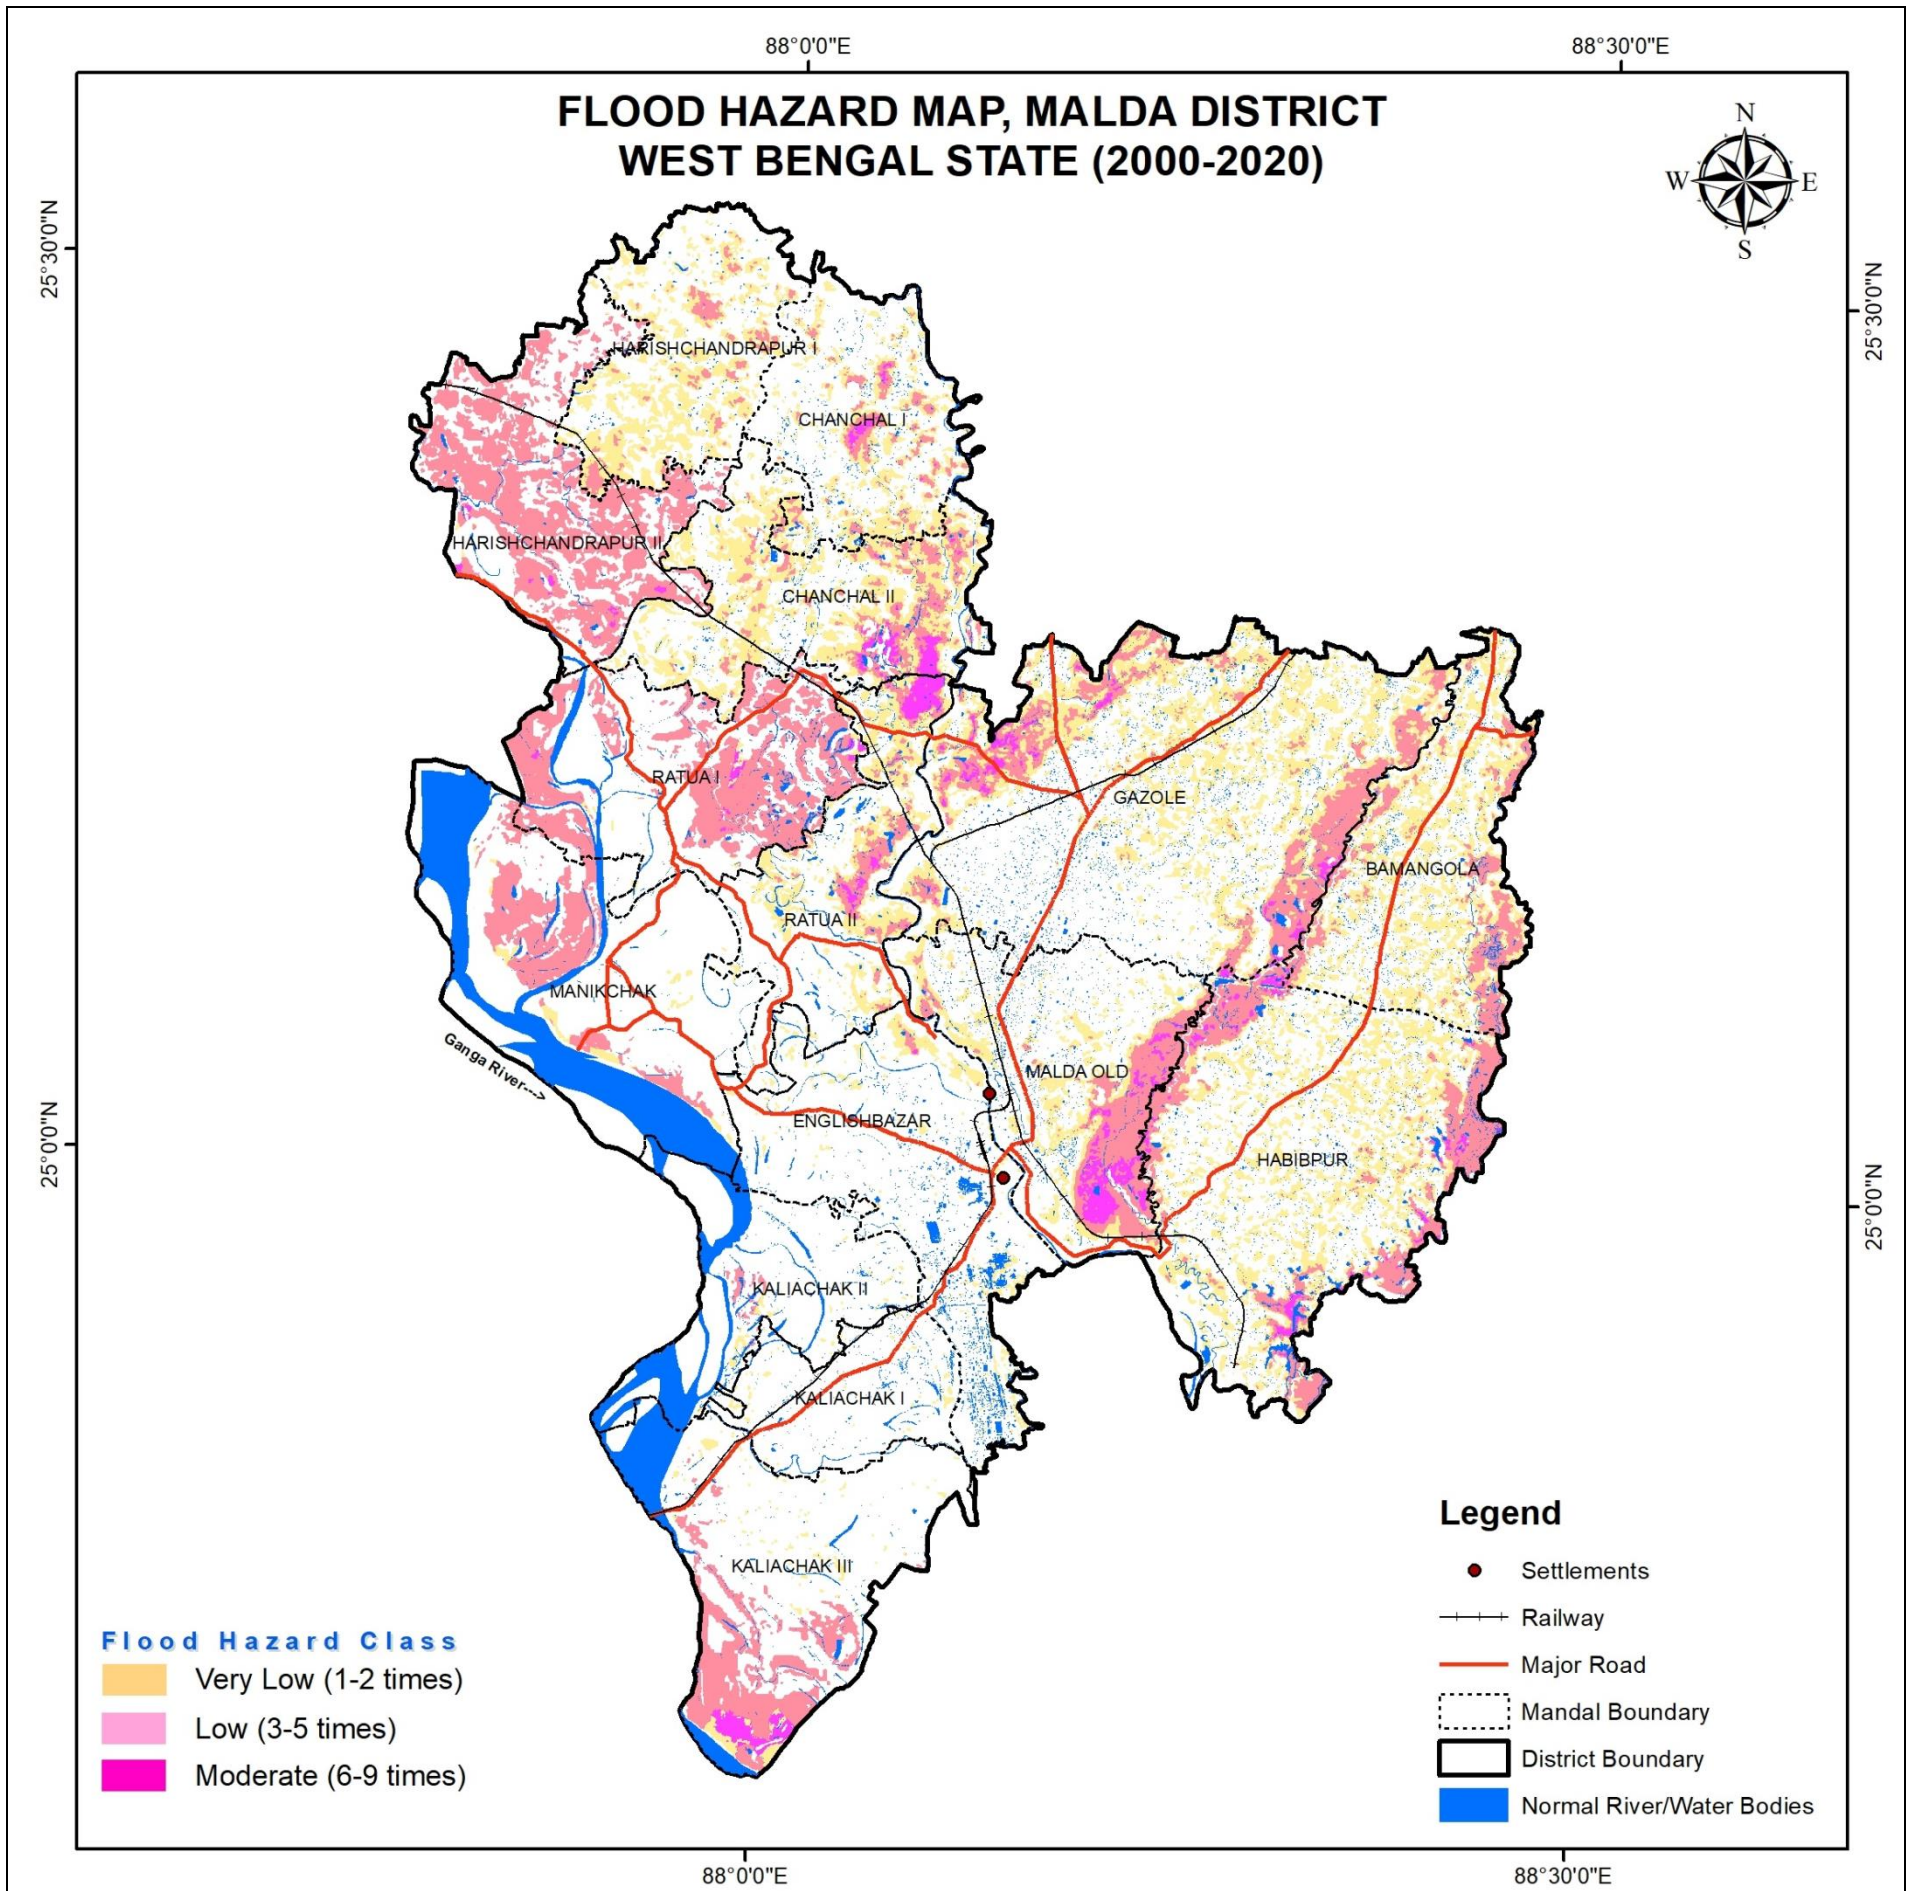 88°0'0"E
88°30'0"E
FLOOD HAZARD MAP, MALDA DISTRICT
WEST BENGAL STATE (2000-2020)
N
W
E
S
25°30'0"N
25°30'0"N
HARISHCHANDRAPUR I
CHANCHAL I
HARISHCHANDRAPUR II
CHANCHAL II
RATUA I
GAZOLE
BAMANGOLA
RATUA II
MANIKCHAK
Ganga River--->
MALDA OLD
ENGLISHBAZAR
HABIBPUR
25°0'0"N
25°0'0"N
KALIACHAK II
KALIACHAK I
KALIACHAK III
Legend
Settlements
Railway
Major Road
Mandal Boundary
District Boundary
Normal River/Water Bodies
Flood Hazard Class
Very Low (1-2 times)
Low (3-5 times)
Moderate (6-9 times)
88°0'0"E
88°30'0"E